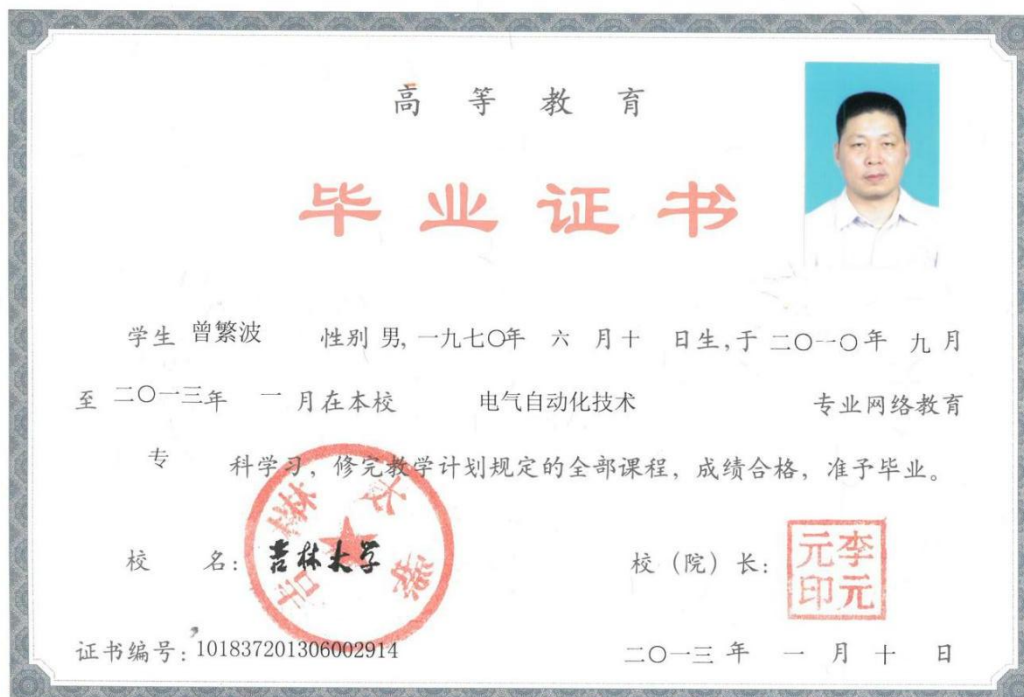 高等教育
毕业证书
学生 曾繁波 性别 男, 一九七〇年 六 月十 日生,于 二〇一〇年 九 月
至 二〇一三年 一 月在本校 电气自动化技术 专业网络教育
专 科学习，修完教学计划规定的全部课程，成绩合格，准予毕业。
吉林大学
校 名：吉林大学 校（院）长：
李元元印
证书编号：101837201306002914 二〇一三 年 一 月 十 日